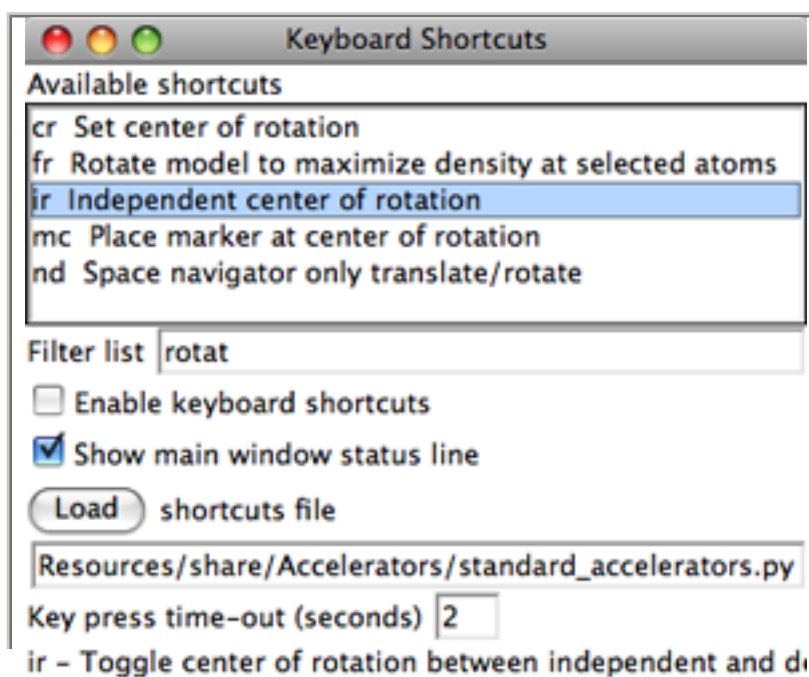 Keyboard Shortcuts
Available shortcuts
cr Set center of rotation
fr Rotate model to maximize density at selected atoms
ir Independent center of rotation
mc Place marker at center of rotation
nd Space navigator only translate/rotate
Filter list rotat
Enable keyboard shortcuts
Show main window status line
Load shortcuts file
Resources/share/Accelerators/standard_accelerators.py
Key press time-out (seconds) 2
ir – Toggle center of rotation between independent and